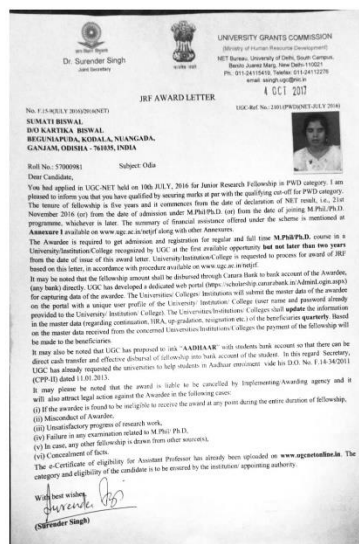 Dr. Surender Singh
Joint Secretary
UNIVERSITY GRANTS COMMISSION
(Ministry of Human Resource Development)
NET Bureau, University of Delhi, South Campus,
Benito Juarez Marg, New Delhi-110021
Ph.: 011-24116418, Telefax: 011-24112276
email: ssingh.ugc@nic.in
4 OCT 2017
JRF AWARD LETTER
No. F.15-9(JULY 2016)/2016(NET)
UGC-Ref. No.: (PWD)(NET-JULY 2016)
SUMATI BISWAL
D/O KARTIKA BISWAL
BEGUNIAPUDA, KODALA, NUANGADA,
GANJAM, ODISHA - 761035, INDIA
Roll No.: 57000981 Subject: Odia
Dear Candidate,
You had applied in UGC-NET held on 10th JULY, 2016 for Junior Research Fellowship in PWD category. I am
pleased to inform you that you have qualified by securing marks at par with the qualifying cut-off for PWD category.
The tenure of fellowship is five years and it commences from the date of declaration of NET result, i.e., 21st
November 2016 (or) from the date of admission under M.Phil/Ph.D. (or) from the date of joining M.Phil./Ph.D.
programme, whichever is later. The summary of financial assistance offered under the scheme is mentioned at
Annexure I available on www.ugc.ac.in/netjrf along with other Annexures.
The Awardee is required to get admission and registration for regular and full time M.Phil/Ph.D. course in a
University/Institution/College recognized by UGC at the first available opportunity but not later than two years
from the date of issue of this award letter. University/Institution/College is requested to process for award of JRF
based on this letter, in accordance with procedure available on www.ugc.ac.in/netjrf.
It may be noted that the fellowship amount shall be disbursed through Canara Bank to bank account of the Awardee,
(any bank) directly. UGC has developed a dedicated web portal (https://scholarship.canarabank.in/AdminLogin.aspx)
for capturing data of the awardee. The Universities/Colleges/ Institutions will submit the master data of the awardee
on the portal with a unique user profile of the University/ Institution/ College (user name and password already
provided to the University/ Institution/ College). The Universities/Institutions/Colleges shall update the information
in the master data (regarding continuation, HRA, up-gradation, resignation etc.) of the beneficiaries quarterly. Based
on the master data received from the concerned Universities/Institutions/Colleges the payment of the fellowship will
be made to the beneficiaries.
It may also be noted that UGC has proposed to link "AADHAAR" with students bank account so that there can be
direct cash transfer and effective disbursal of fellowship into bank account of the student. In this regard Secretary,
UGC has already requested the universities to help students in Aadhar enrolment vide his D.O. No. F.14-34/2011
(CPP-II) dated 11.01.2013.
It may please be noted that the award is liable to be cancelled by Implementing/Awarding agency and it
will also attract legal action against the Awardee in the following cases:
(i) If the awardee is found to be ineligible to receive the award at any point during the entire duration of fellowship,
(ii) Misconduct of Awardee,
(iii) Unsatisfactory progress of research work,
(iv) Failure in any examination related to M.Phil/ Ph.D.
(v) In case, any other fellowship is drawn from other source(s),
(vi) Concealment of facts.
The e-Certificate of eligibility for Assistant Professor has already been uploaded on www.ugcnetonline.in. The
category and eligibility of the candidate is to be ensured by the institution/ appointing authority.
With best wishes,
(Surender Singh)